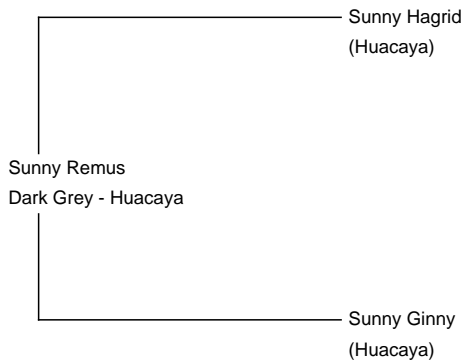 Sunny Hagrid
(Huacaya)
Sunny Remus
Dark Grey - Huacaya
Sunny Ginny
(Huacaya)